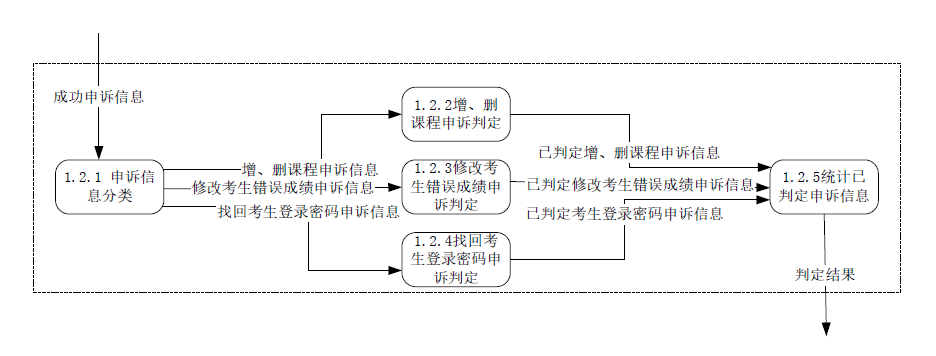 成功申诉信息
1.2.1 申诉信
息分类
增、删课程申诉信息
修改考生错误成绩申诉信息
找回考生登录密码申诉信息
1.2.2增、删
课程申诉判定
1.2.3修改考
生错误成绩申
诉判定
1.2.4找回考
生登录密码申
诉判定
已判定增、删课程申诉信息
已判定修改考生错误成绩申诉信息
已判定考生登录密码申诉信息
1.2.5统计已
判定申诉信息
判定结果